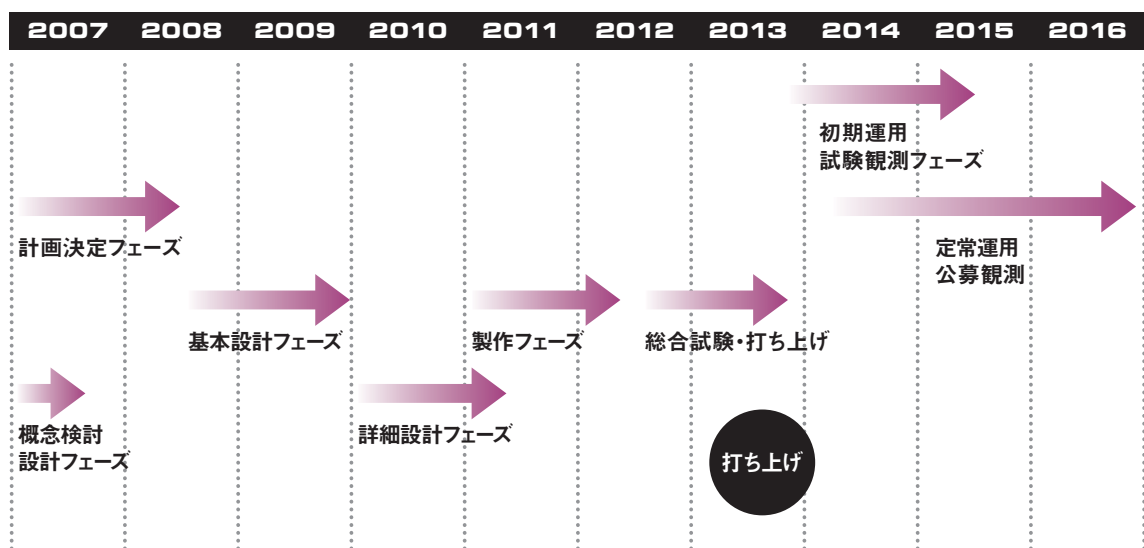 2007 2008 2009 2010 2011 2012 2013 2014 2015 2016
初期運用
試験観測フェーズ
計画決定フェーズ
定常運用
公募観測
基本設計フェーズ
製作フェーズ
総合試験・打ち上げ
概念検討
設計フェーズ
詳細設計フェーズ
打ち上げ